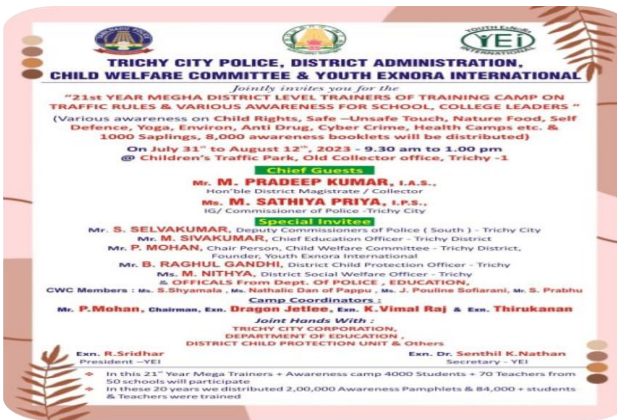 TAMILNADU POLICE
YOUTH ExNoRa
YEi
INTERNATIONAL
TRICHY CITY POLICE, DISTRICT ADMINISTRATION,
CHILD WELFARE COMMITTEE & YOUTH EXNORA INTERNATIONAL
Jointly invites you for the
"21st YEAR MEGHA DISTRICT LEVEL TRAINERS OF TRAINING CAMP ON
TRAFFIC RULES & VARIOUS AWARENESS FOR SCHOOL, COLLEGE LEADERS "
(Various awareness on Child Rights, Safe –Unsafe Touch, Nature Food, Self
Defence, Yoga, Environ, Anti Drug, Cyber Crime, Health Camps etc. &
1000 Saplings, 8,000 awareness booklets will be distributed)
On July 31st to August 12th, 2023 - 9.30 am to 1.00 pm
@ Children's Traffic Park, Old Collector office, Trichy -1
Chief Guests
Mr. M. PRADEEP KUMAR, I.A.S.,
Hon'ble District Magistrate / Collector
Ms. M. SATHIYA PRIYA, I.P.S.,
IG/ Commissioner of Police -Trichy City
Special Invitee
Mr. S. SELVAKUMAR, Deputy Commissioners of Police ( South ) - Trichy City
Mr. M. SIVAKUMAR, Chief Education Officer - Trichy District
Mr. P. MOHAN, Chair Person, Child Welfare Committee - Trichy District,
Founder, Youth Exnora International
Mr. B. RAGHUL GANDHI, District Child Protection Officer - Trichy
Ms. M. NITHYA, District Social Welfare Officer - Trichy
& OFFICALS From Dept. Of POLICE , EDUCATION,
CWC Members : Ms. S.Shyamala , Ms. Nathalic Dan of Pappu , Ms. J. Pouline Sofiarani, Mr. S. Prabhu
Camp Coordinators :
Mr. P.Mohan, Chairman, Exn. Dragon Jetlee, Exn. K.Vimal Raj & Exn. Thirukanan
Joint Hands With :
TRICHY CITY CORPORATION,
DEPARTMENT OF EDUCATION ,
DISTRICT CHILD PROTECTION UNIT & Others
Exn. R.Sridhar
President –YEI
Exn. Dr. Senthil K.Nathan
Secretary - YEI
In this 21st Year Mega Trainers + Awareness camp 4000 Students + 70 Teachers from
50 schools will participate
In these 20 years we distributed 2,00,000 Awareness Pamphlets & 84,000 + students
& Teachers were trained